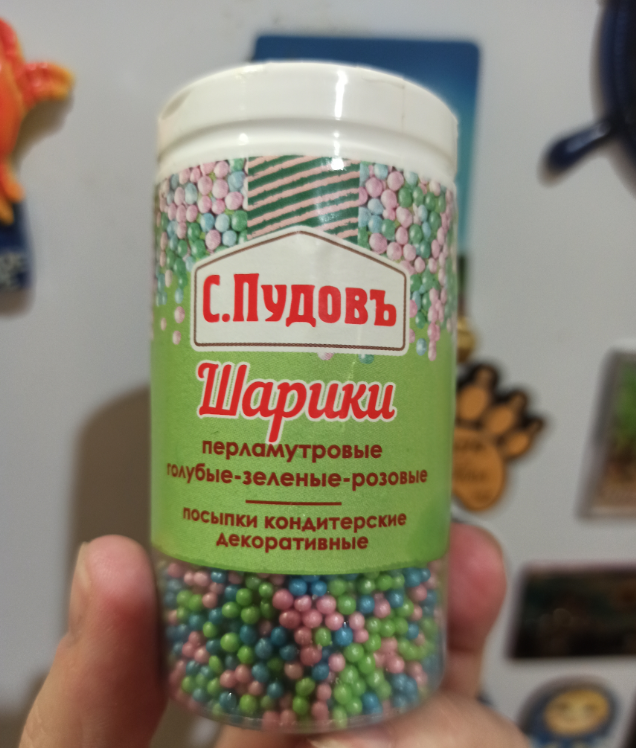 С.Пудовъ
Шарики
перламутровые
голубые-зеленые-розовые
посыпки кондитерские
декоративные